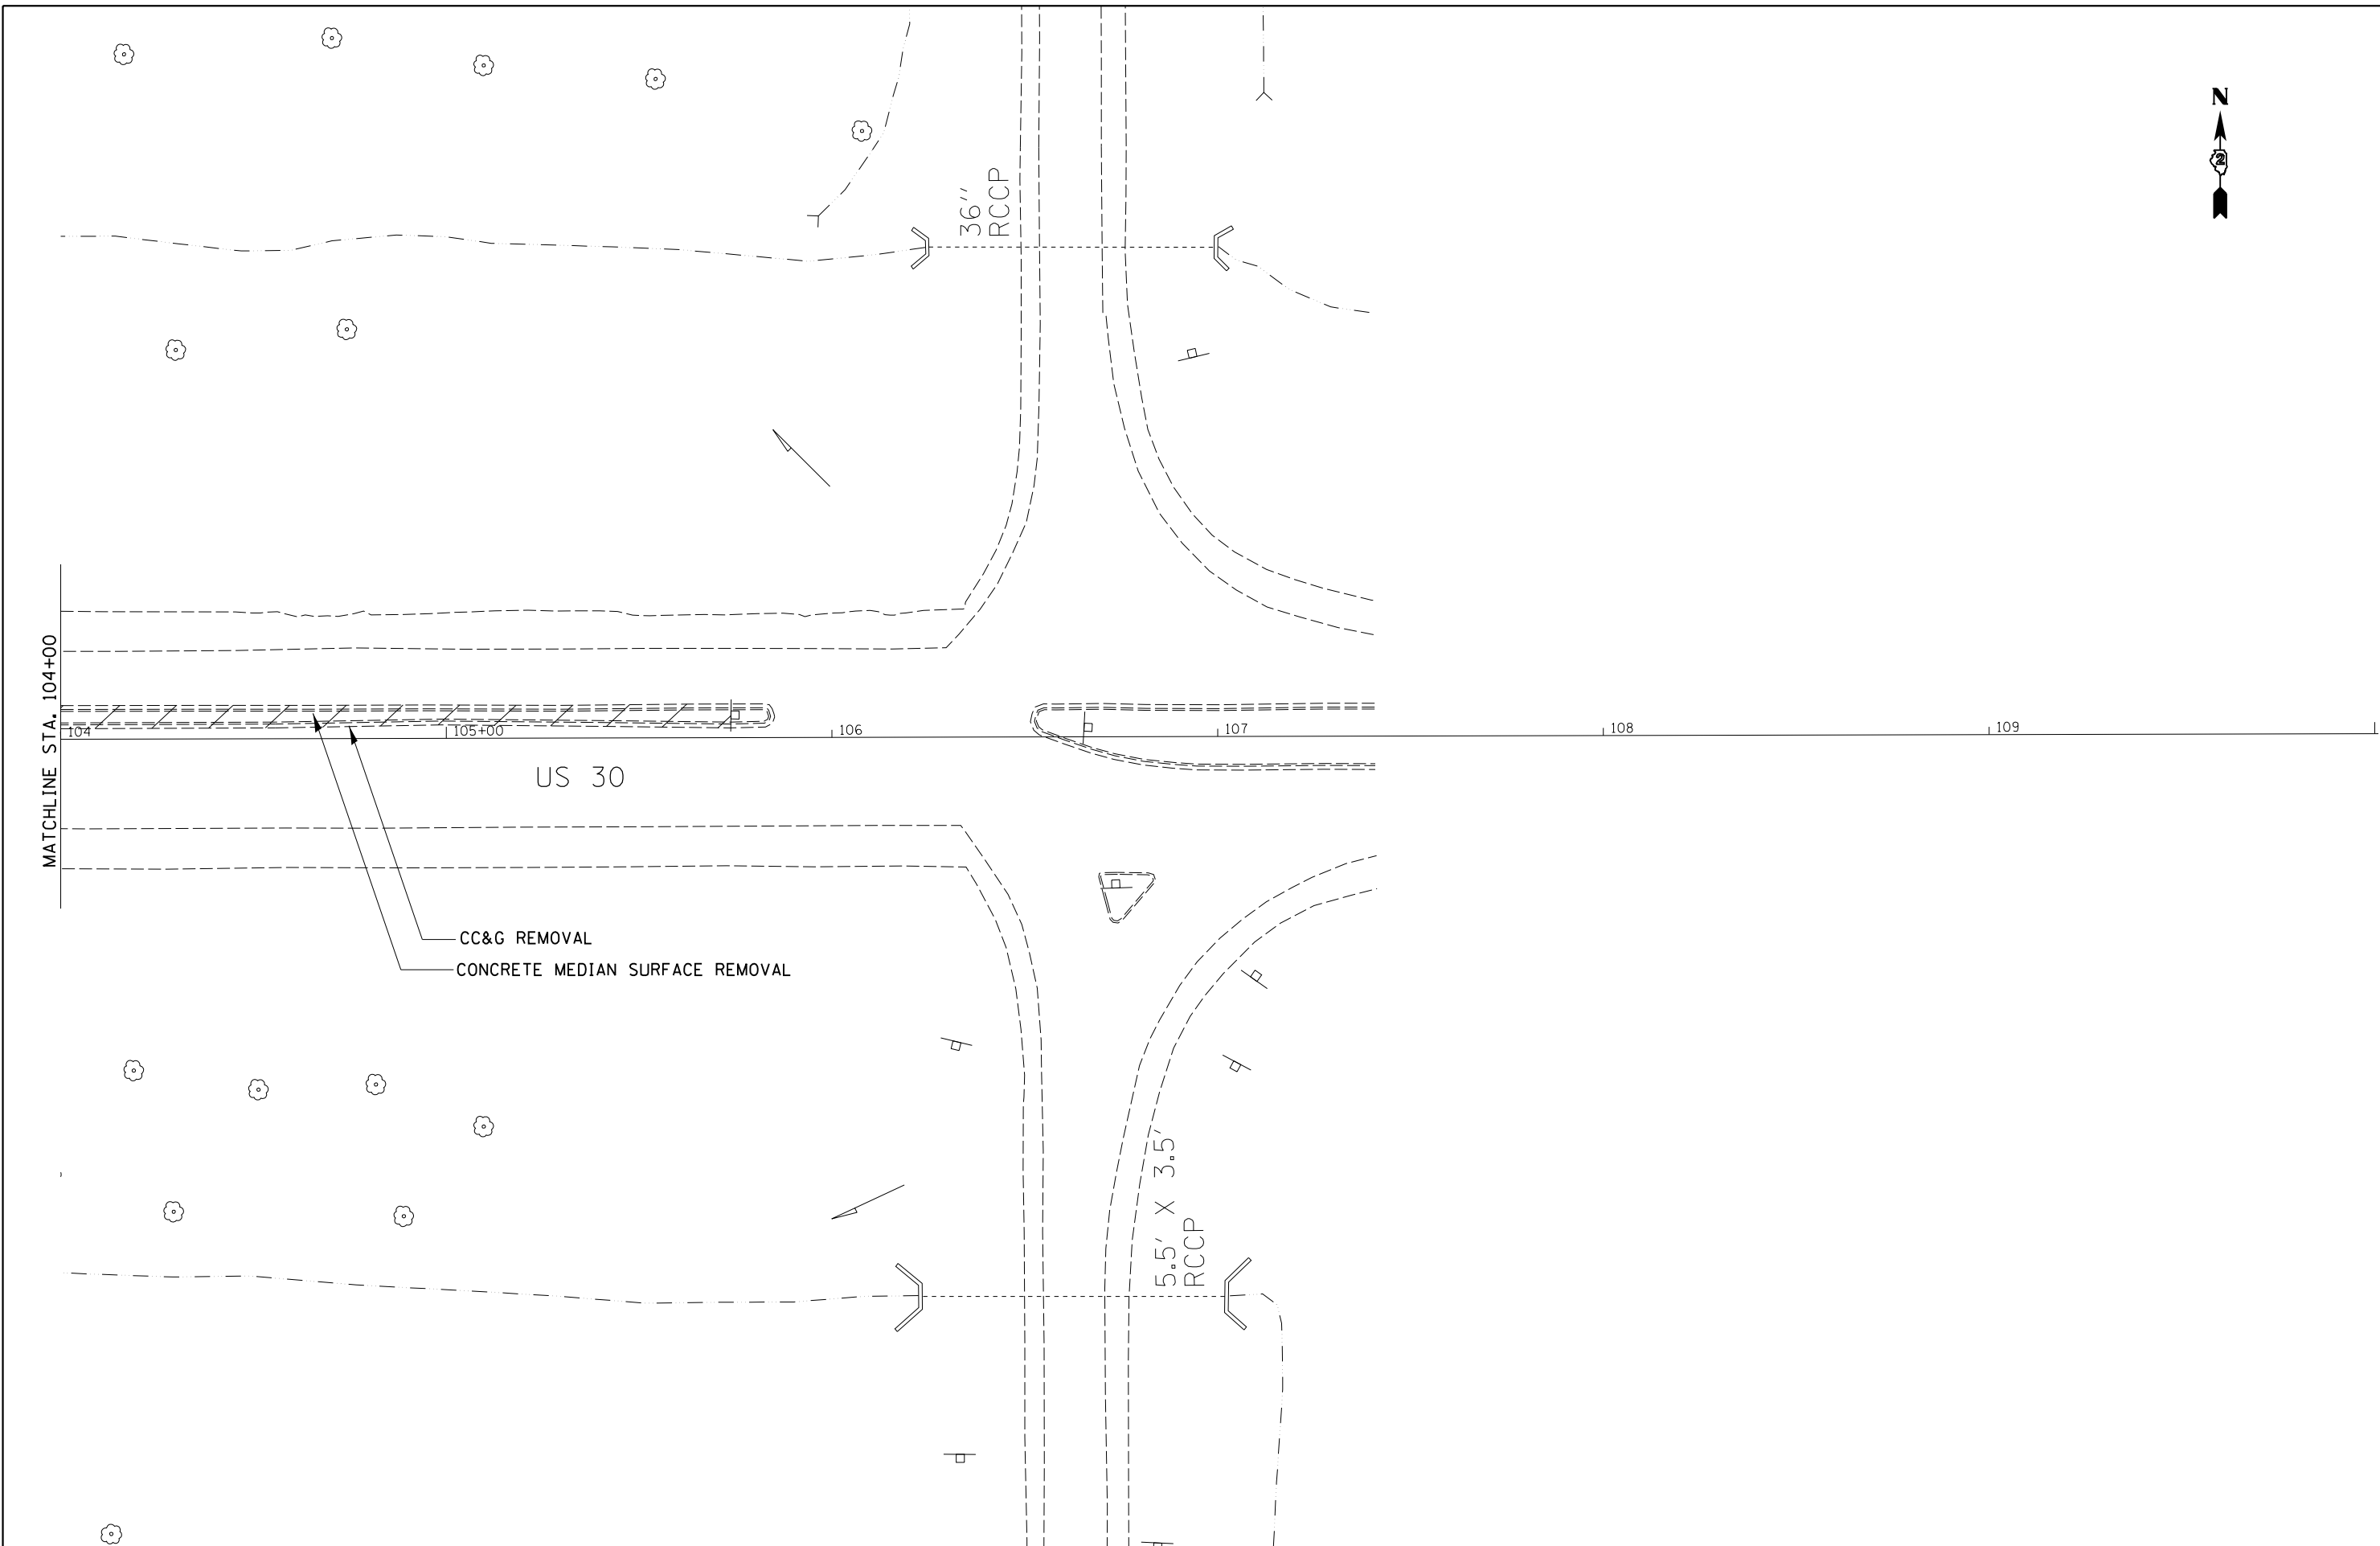 N
2
36"
RCCP
MATCHLINE STA. 104+00
104
105+00
106
107
108
109
US 30
CC&G REMOVAL
CONCRETE MEDIAN SURFACE REMOVAL
5.5' X 3.5'
RCCP